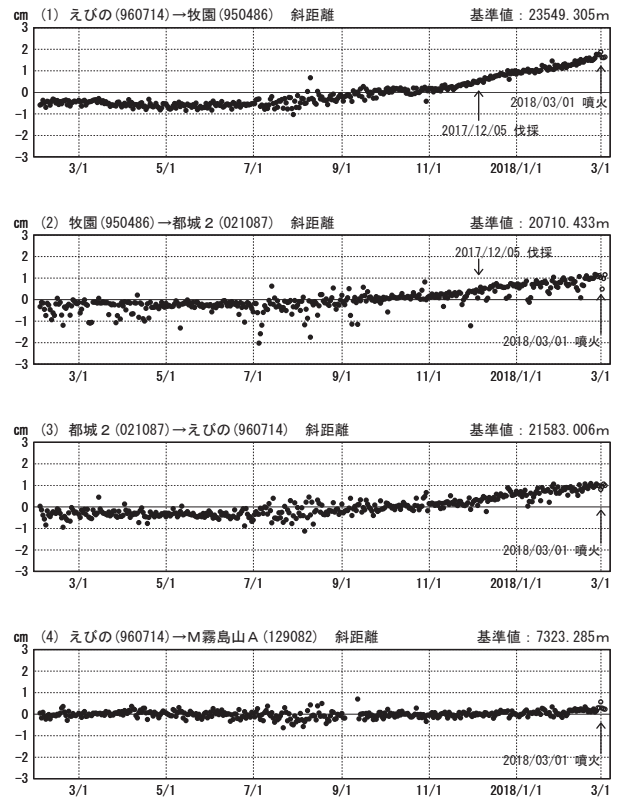 cm (1) えびの(960714)→牧園(950486) 斜距離 基準値：23549.305m
3
2
1
0
-1
-2
-3
2018/03/01 噴火
2017/12/05 伐採
3/1 5/1 7/1 9/1 11/1 2018/1/1 3/1
cm (2) 牧園(950486)→都城２(021087) 斜距離 基準値：20710.433m
3
2
1
0
-1
-2
-3
2017/12/05 伐採
2018/03/01 噴火
3/1 5/1 7/1 9/1 11/1 2018/1/1 3/1
cm (3) 都城２(021087)→えびの(960714) 斜距離 基準値：21583.006m
3
2
1
0
-1
-2
-3
2018/03/01 噴火
3/1 5/1 7/1 9/1 11/1 2018/1/1 3/1
cm (4) えびの(960714)→Ｍ霧島山Ａ(129082) 斜距離 基準値：7323.285m
3
2
1
0
-1
-2
-3
2018/03/01 噴火
3/1 5/1 7/1 9/1 11/1 2018/1/1 3/1